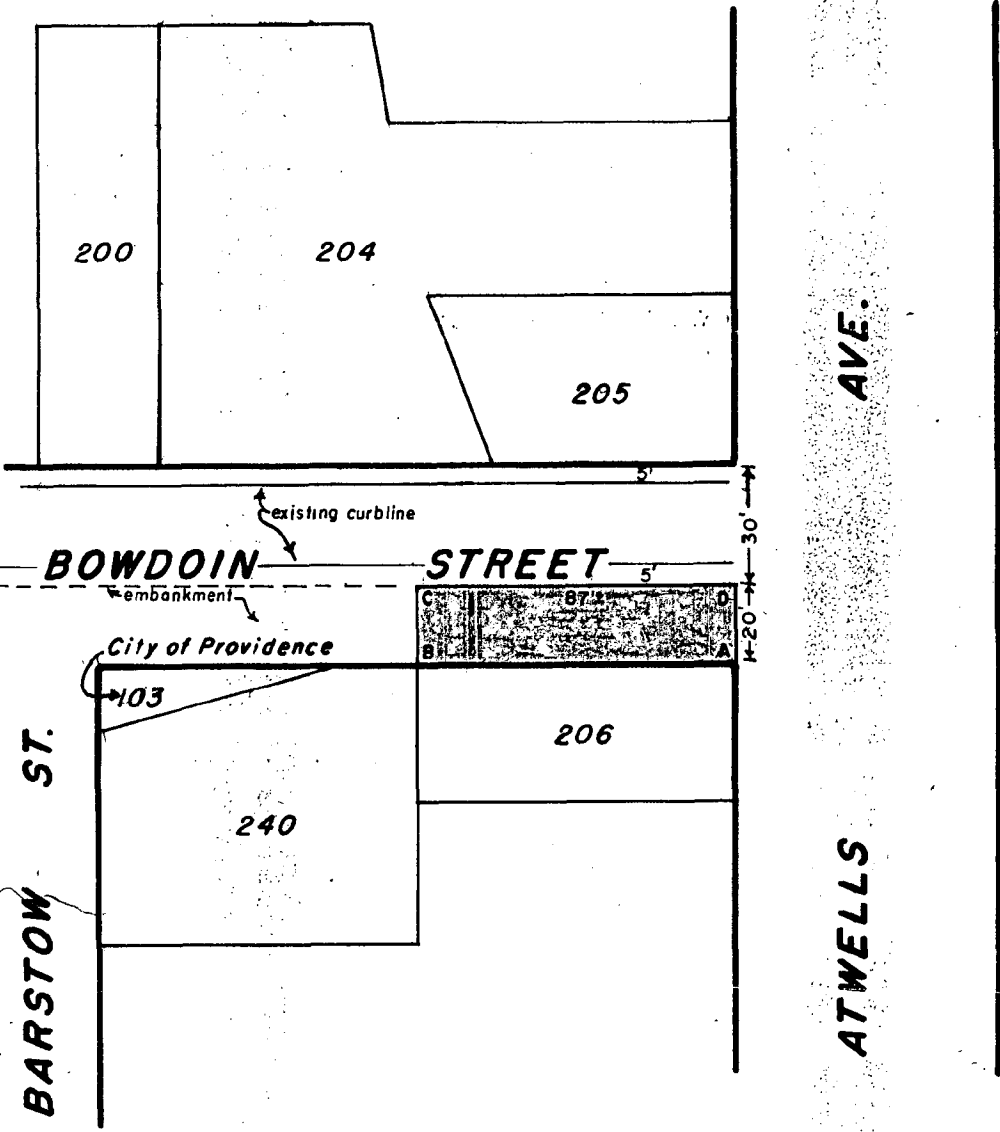 200
204
205
AVE.
5'
existing curbline
30'
BOWDOIN STREET
5'
embankment
C 87'± D
20'
City of Providence
B A
103
206
ST.
240
BARSTOW
ATWELLS